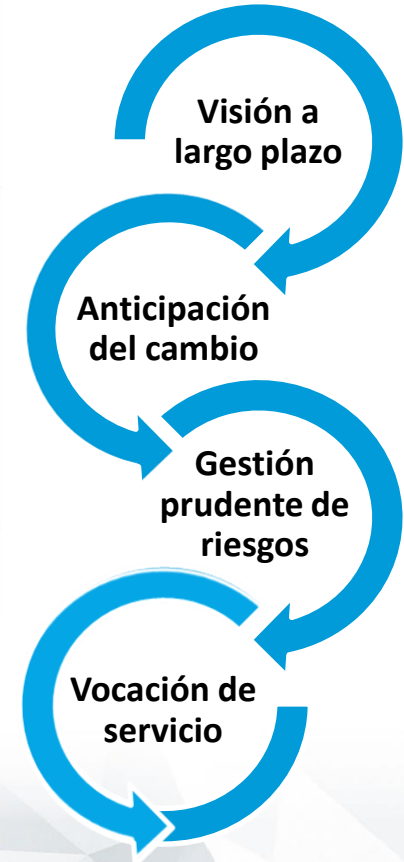 Visión a
largo plazo
Anticipación
del cambio
Gestión
prudente de
riesgos
Vocación de
servicio